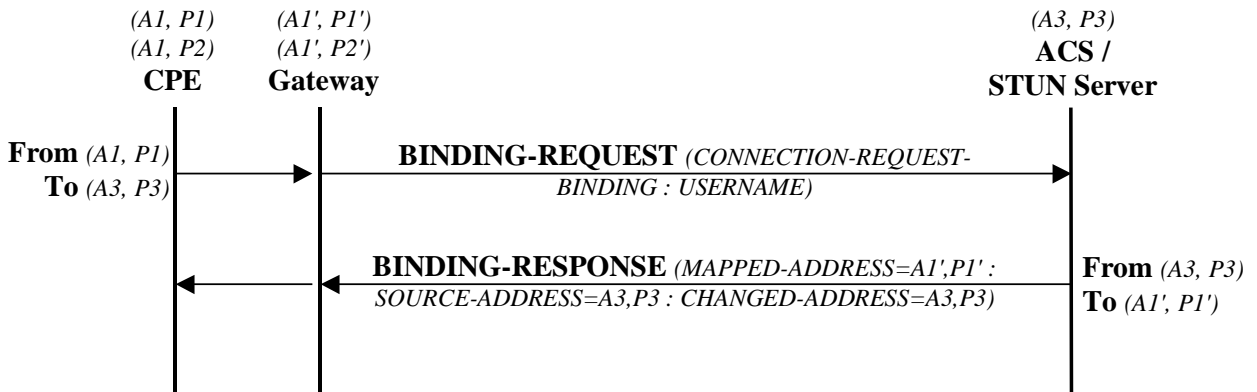 (A1, P1)
(A1, P2)
CPE
(A1', P1')
(A1', P2')
Gateway
(A3, P3)
ACS /
STUN Server
From (A1, P1)
To (A3, P3)
BINDING-REQUEST (CONNECTION-REQUEST-
BINDING : USERNAME)
BINDING-RESPONSE (MAPPED-ADDRESS=A1',P1' :
SOURCE-ADDRESS=A3,P3 : CHANGED-ADDRESS=A3,P3)
From (A3, P3)
To (A1', P1')